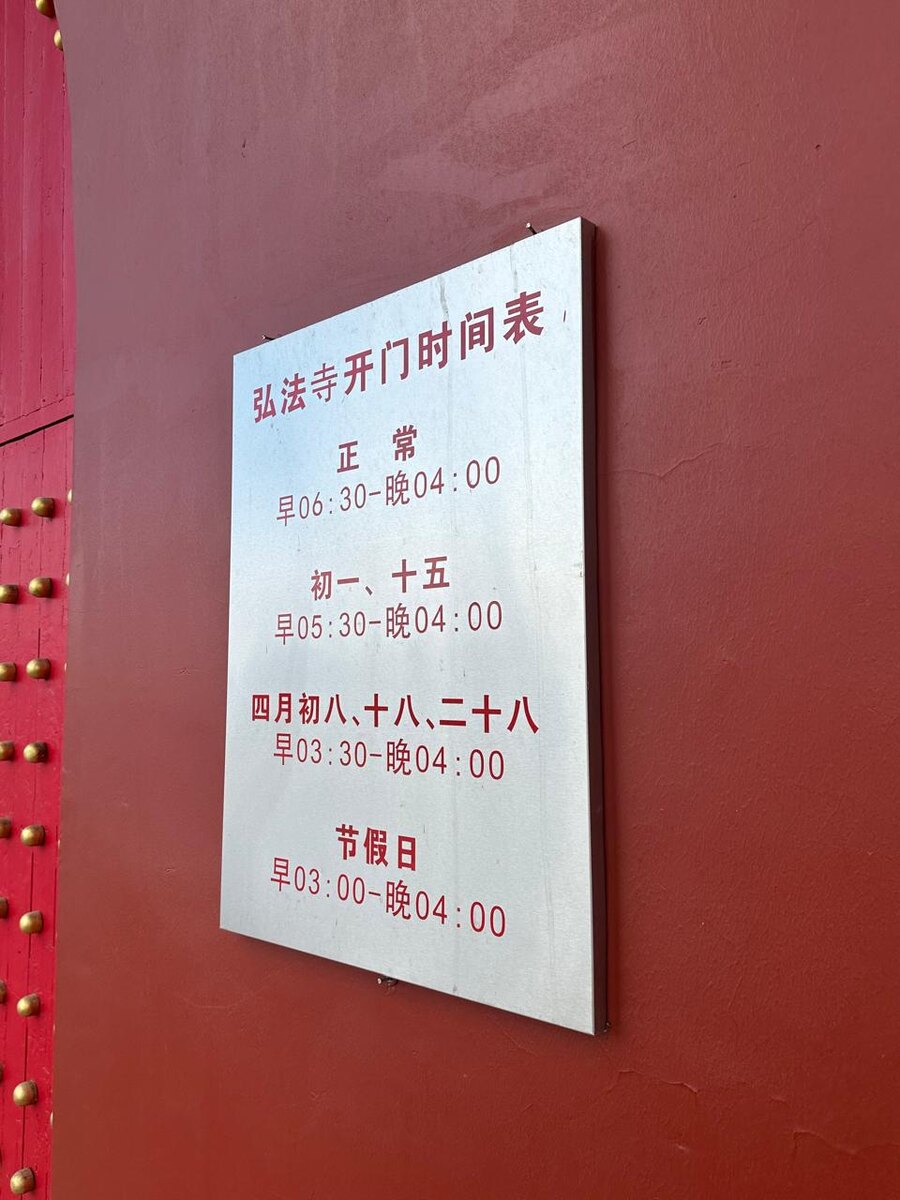 弘法寺开门时间表
正 常
早06:30-晚04:00
初一、十五
早05:30-晚04:00
四月初八、十八、二十八
早03:30-晚04:00
节假日
早03:00-晚04:00